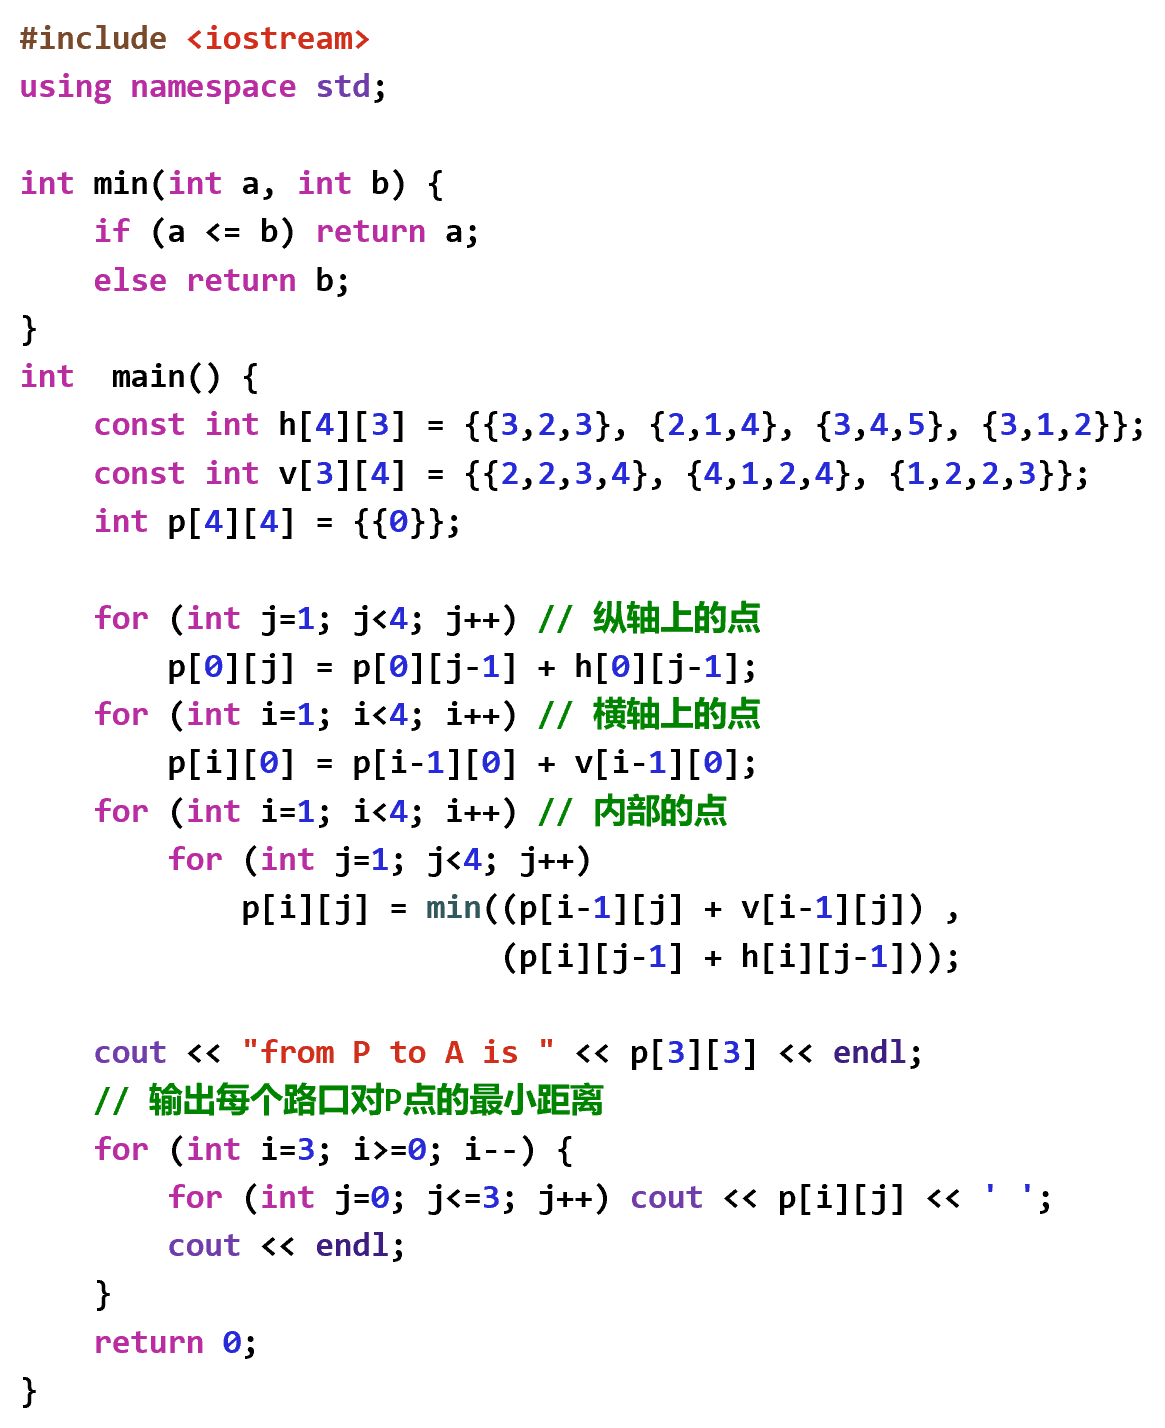 #include <iostream>
using namespace std;

int min(int a, int b) {
    if (a <= b) return a;
    else return b;
}
int  main() {
    const int h[4][3] = {{3,2,3}, {2,1,4}, {3,4,5}, {3,1,2}};
    const int v[3][4] = {{2,2,3,4}, {4,1,2,4}, {1,2,2,3}};
    int p[4][4] = {{0}};

    for (int j=1; j<4; j++) // 纵轴上的点
        p[0][j] = p[0][j-1] + h[0][j-1];
    for (int i=1; i<4; i++) // 横轴上的点
        p[i][0] = p[i-1][0] + v[i-1][0];
    for (int i=1; i<4; i++) // 内部的点
        for (int j=1; j<4; j++)
            p[i][j] = min((p[i-1][j] + v[i-1][j]) ,
                          (p[i][j-1] + h[i][j-1]));

    cout << "from P to A is " << p[3][3] << endl;
    // 输出每个路口对P点的最小距离
    for (int i=3; i>=0; i--) {
        for (int j=0; j<=3; j++) cout << p[i][j] << ' ';
        cout << endl;
    }
    return 0;
}